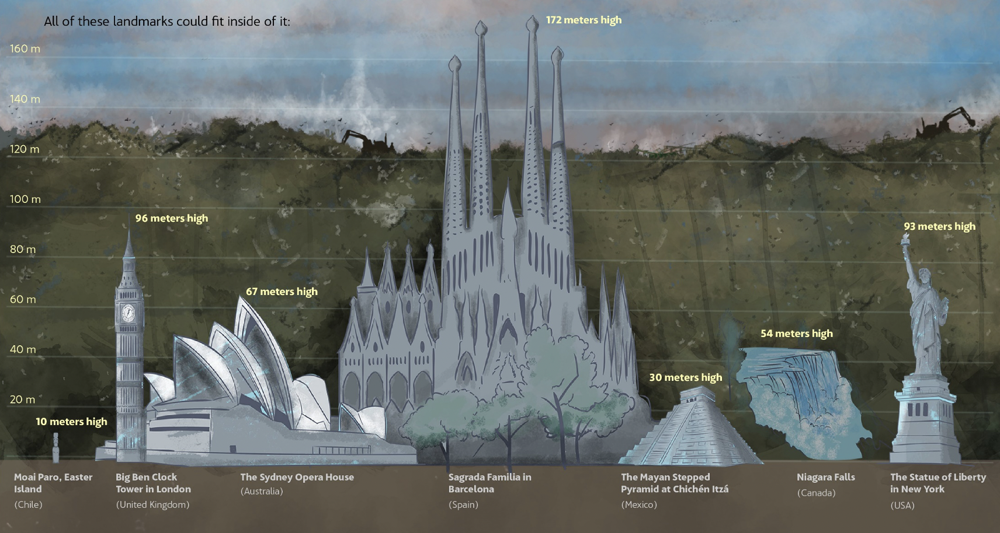 All of these landmarks could fit inside of it:
172 meters high
160 m
140 m
120 m
100 m
96 meters high
93 meters high
80 m
67 meters high
60 m
54 meters high
40 m
30 meters high
20 m
10 meters high
Moai Paro, Easter
Island
(Chile)
Big Ben Clock
Tower in London
(United Kingdom)
The Sydney Opera House
(Australia)
Sagrada Familia in
Barcelona
(Spain)
The Mayan Stepped
Pyramid at Chichén Itzá
(Mexico)
Niagara Falls
(Canada)
The Statue of Liberty
in New York
(USA)